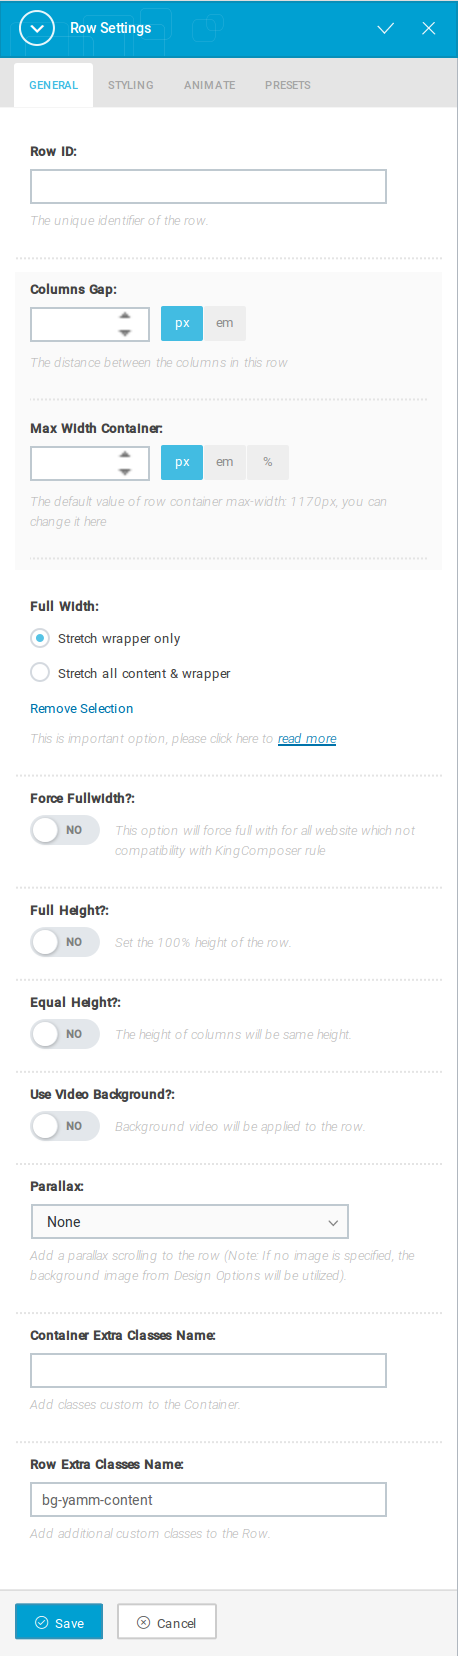 Row Settings
GENERAL STYLING ANIMATE PRESETS
Row ID:
The unique identifier of the row.
Columns Gap:
px em
The distance between the columns in this row
Max Width Container:
px em %
The default value of row container max-width: 1170px, you can
change it here
Full Width:
Stretch wrapper only
Stretch all content & wrapper
Remove Selection
This is important option, please click here to read more
Force Fullwidth?:
NO
This option will force full with for all website which not
compatibility with KingComposer rule
Full Height?:
NO
Set the 100% height of the row.
Equal Height?:
NO
The height of columns will be same height.
Use Video Background?:
NO
Background video will be applied to the row.
Parallax:
None
Add a parallax scrolling to the row (Note: If no image is specified, the
background image from Design Options will be utilized).
Container Extra Classes Name:
Add classes custom to the Container.
Row Extra Classes Name:
bg-yamm-content
Add additional custom classes to the Row.
Save Cancel